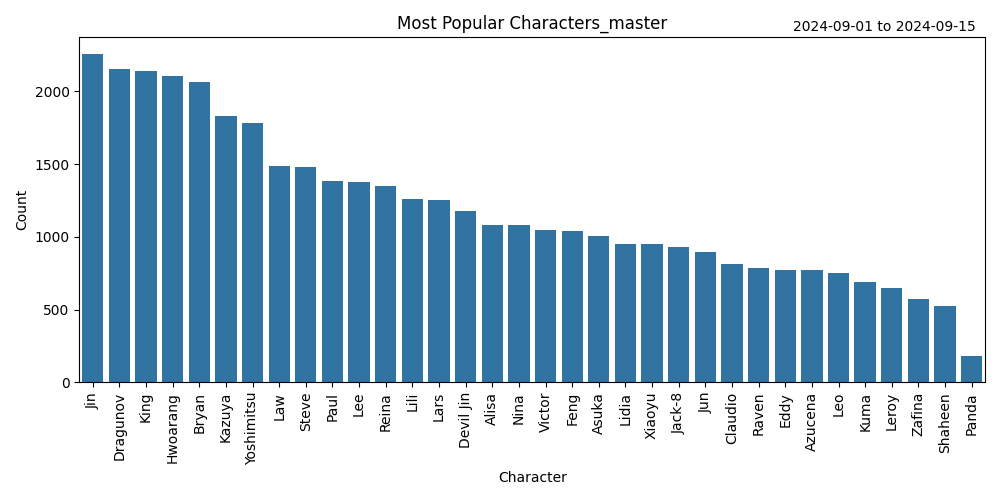 Most Popular Characters_master
2024-09-01 to 2024-09-15
Count
2000
1500
1000
500
0
Jin
Dragunov
King
Hwoarang
Bryan
Kazuya
Yoshimitsu
Law
Steve
Paul
Lee
Reina
Lili
Lars
Devil Jin
Alisa
Nina
Victor
Feng
Asuka
Lidia
Xiaoyu
Jack-8
Jun
Claudio
Raven
Eddy
Azucena
Leo
Kuma
Leroy
Zafina
Shaheen
Panda
Character